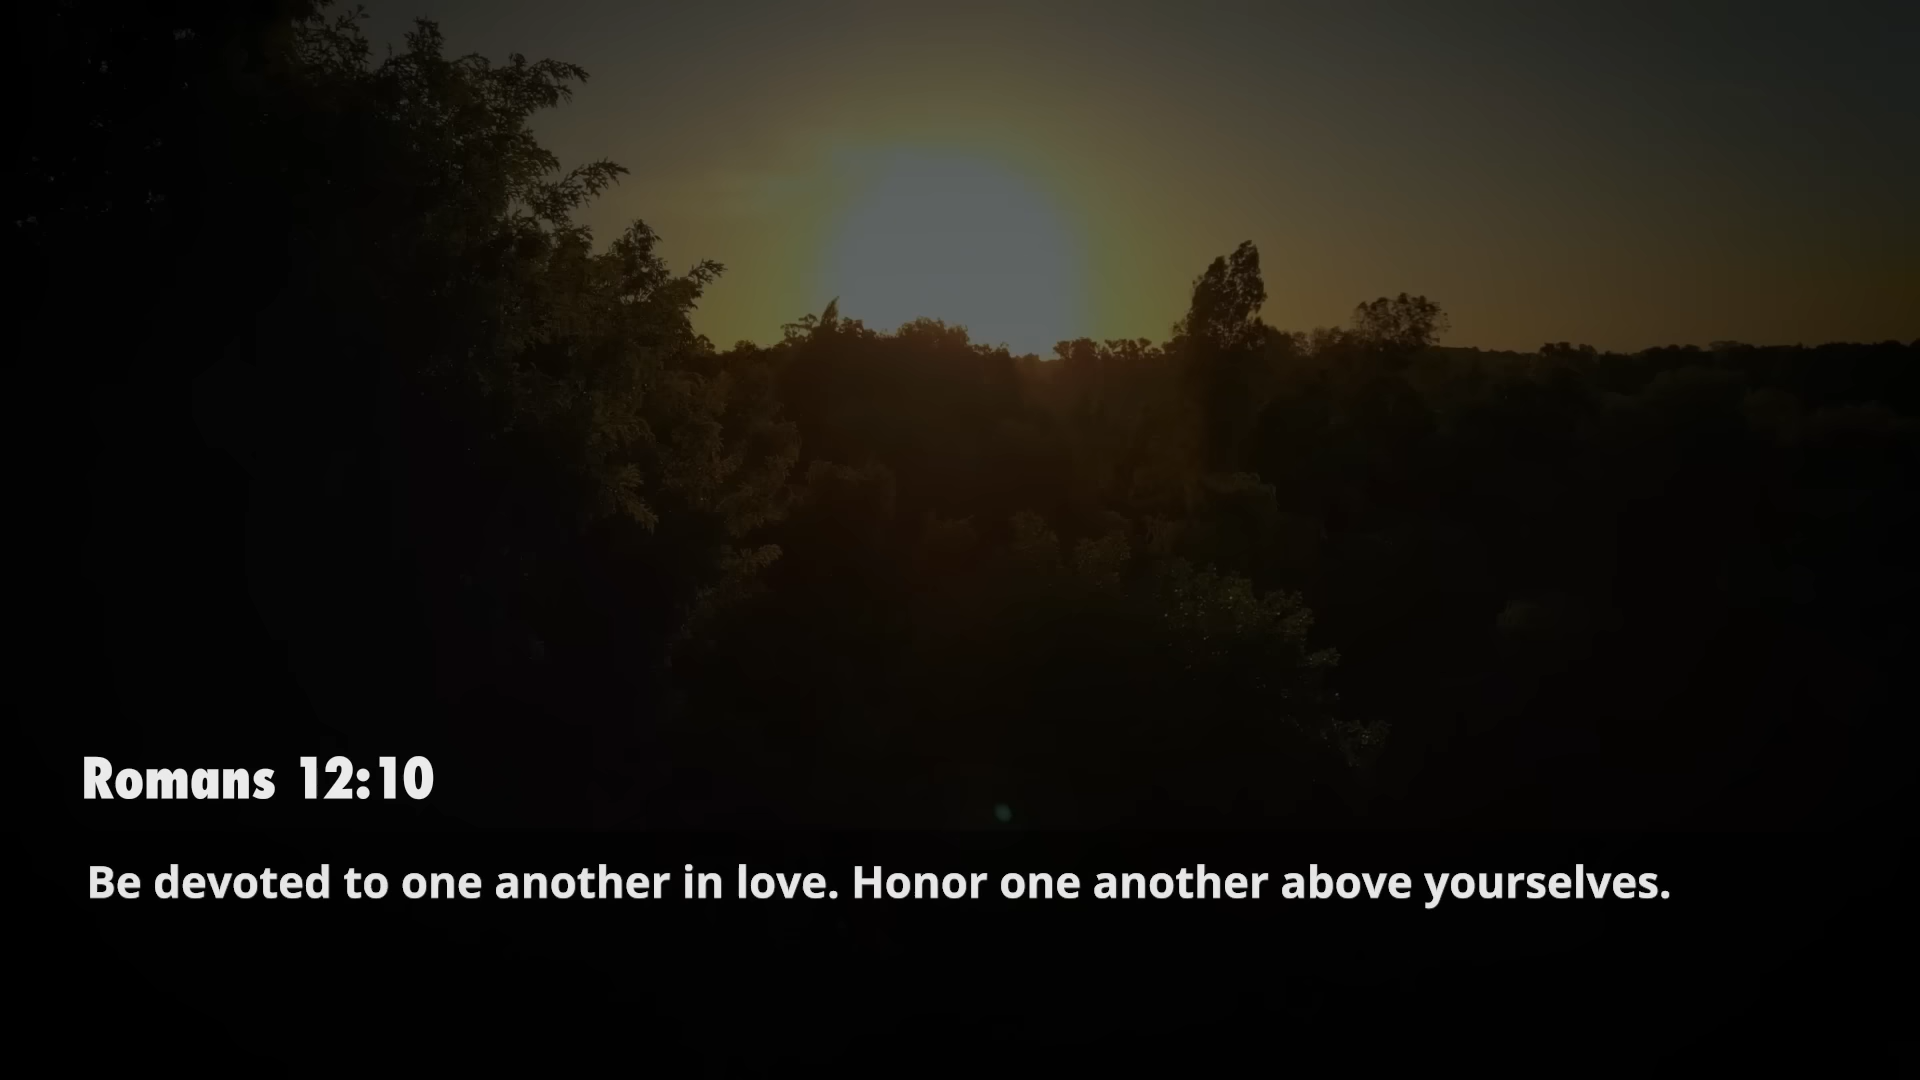 Romans 12:10
Be devoted to one another in love. Honor one another above yourselves.